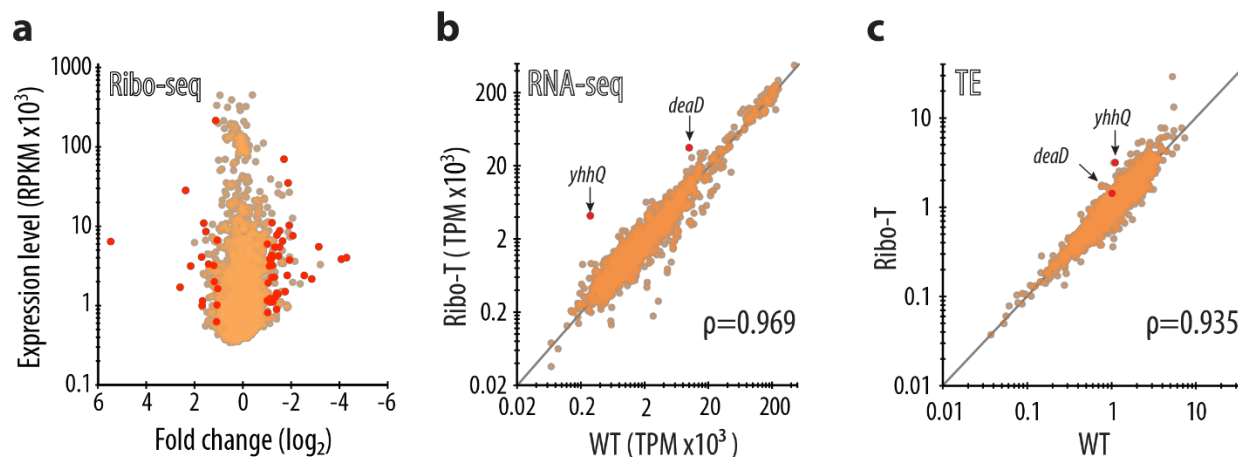 a
Ribo-seq
Expression level (RPKM x10³)
1000
100
10
1
0.1
6 4 2 0 -2 -4 -6
Fold change (log₂)
b
RNA-seq
deaD
yhhQ
ρ=0.969
Ribo-T (TPM x10³)
200
20
2
0.2
0.02
0.02 0.2 2 20 200
WT (TPM x10³)
c
TE
yhhQ
deaD
ρ=0.935
Ribo-T
10
1
0.1
0.01
0.01 0.1 1 10
WT